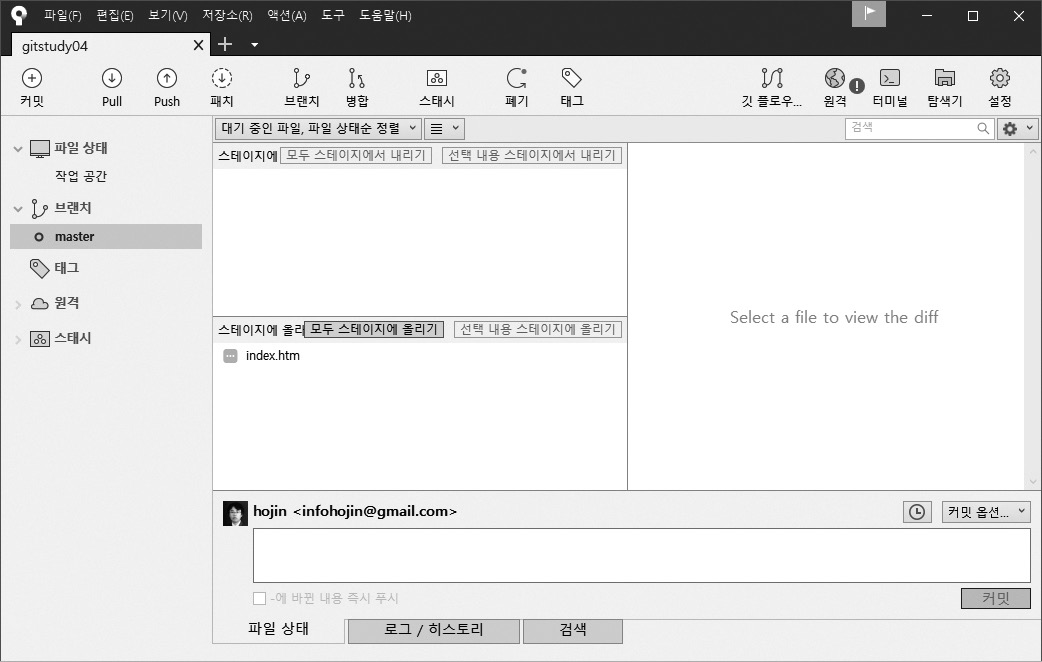 파일(F) 편집(E) 보기(V) 저장소(R) 액션(A) 도구 도움말(H)
gitstudy04
커밋 Pull Push 패치 브랜치 병합 스태시 폐기 태그 깃 플로우... 원격 터미널 탐색기 설정
대기 중인 파일, 파일 상태순 정렬
검색
파일 상태
작업 공간
브랜치
master
태그
원격
스태시
스테이지에 모두 스테이지에서 내리기 선택 내용 스테이지에서 내리기
스테이지에 올리 모두 스테이지에 올리기 선택 내용 스테이지에 올리기
index.htm
Select a file to view the diff
hojin <infohojin@gmail.com>
커밋 옵션...
-에 바뀐 내용 즉시 푸시
커밋
파일 상태 로그 / 히스토리 검색